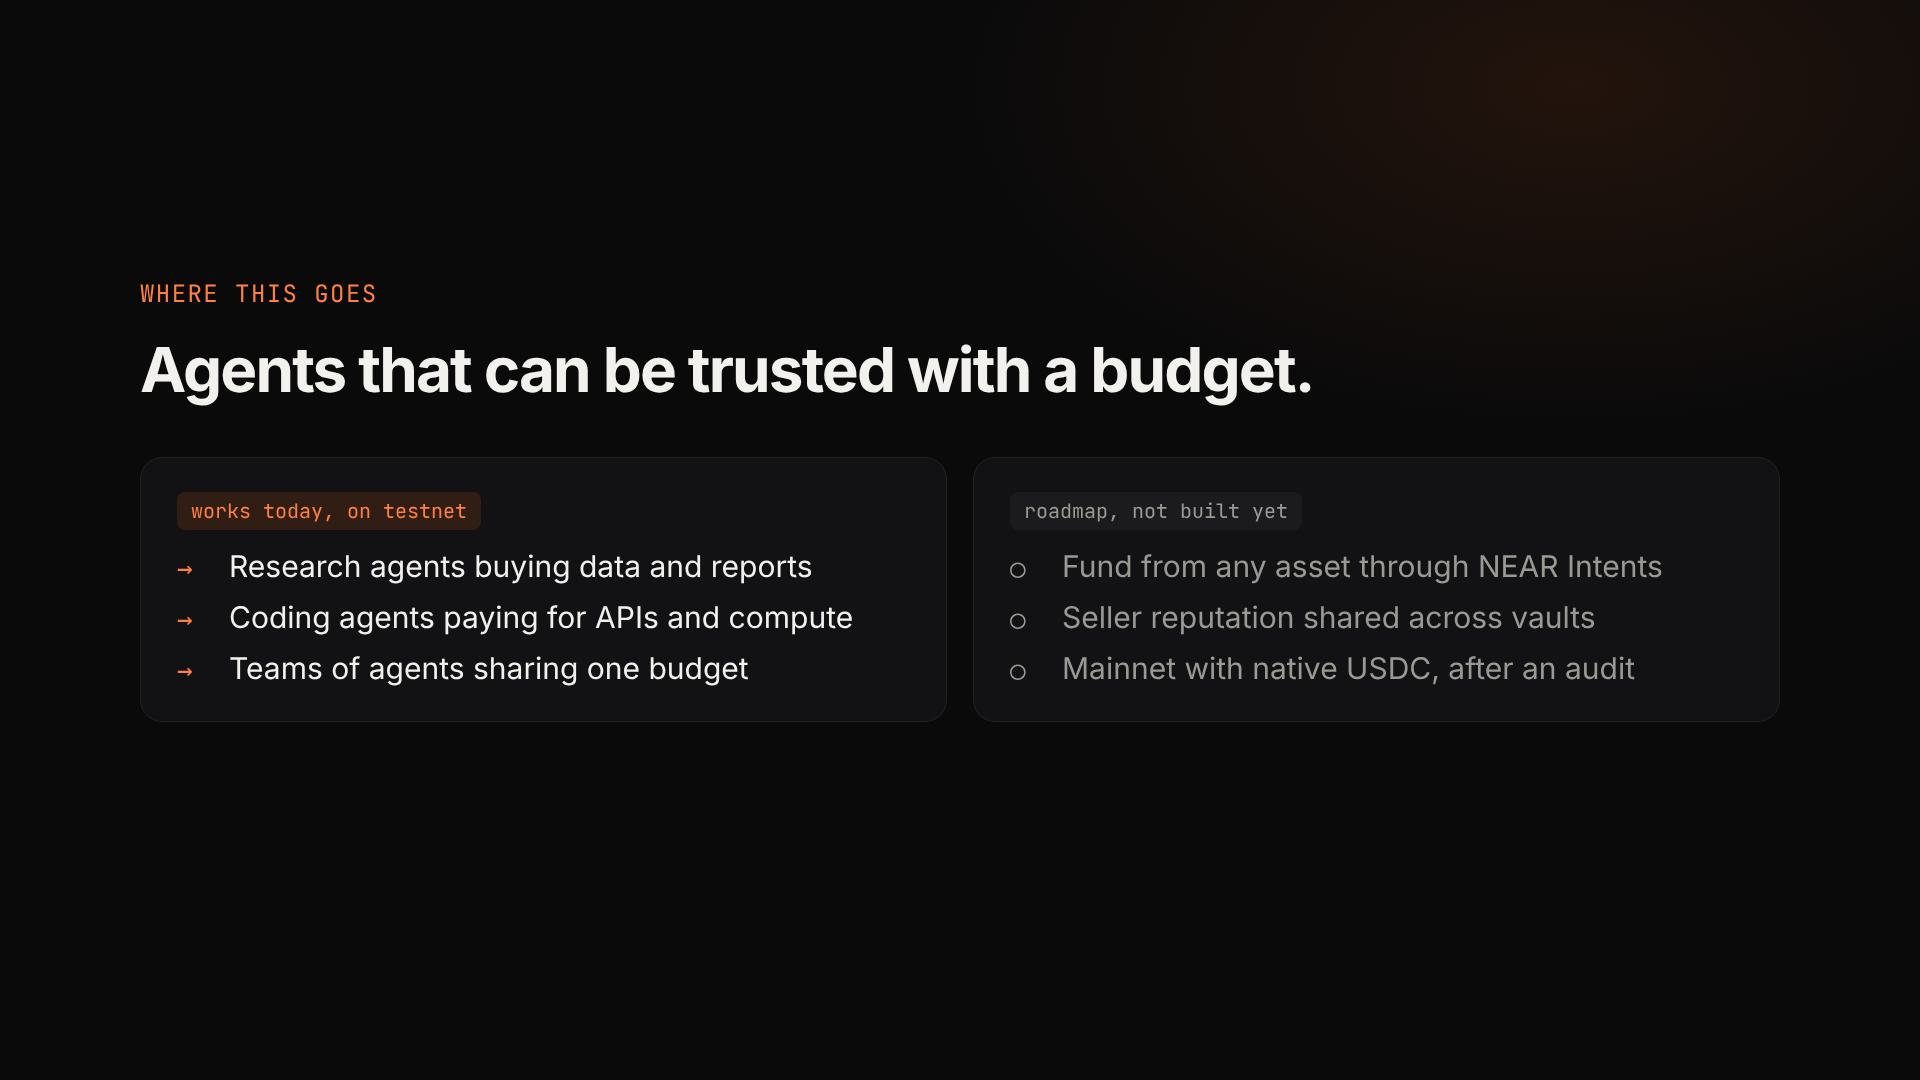 WHERE THIS GOES
Agents that can be trusted with a budget.
works today, on testnet
→ Research agents buying data and reports
→ Coding agents paying for APIs and compute
→ Teams of agents sharing one budget
roadmap, not built yet
○ Fund from any asset through NEAR Intents
○ Seller reputation shared across vaults
○ Mainnet with native USDC, after an audit